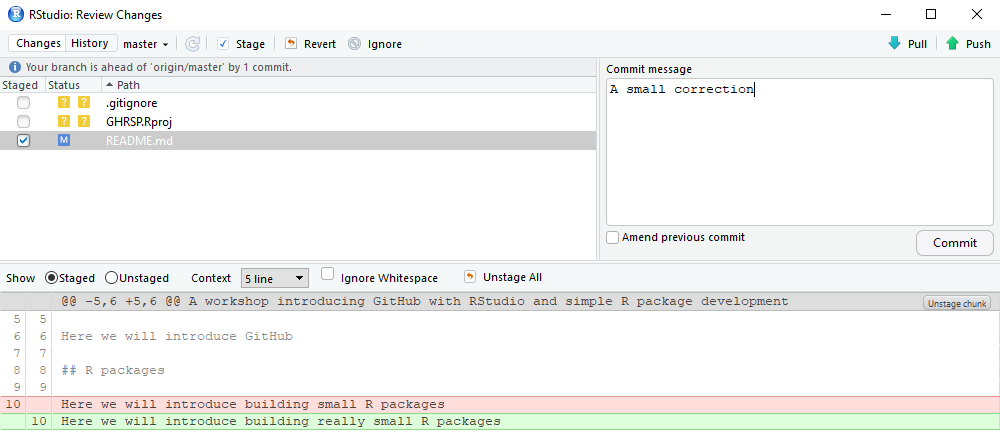 RStudio: Review Changes
Changes History master Stage Revert Ignore Pull Push
Your branch is ahead of 'origin/master' by 1 commit.
Staged Status Path
? ? .gitignore
? ? GHRSP.Rproj
M README.md
Commit message
A small correction
Amend previous commit
Commit
Show Staged Unstaged Context 5 line Ignore Whitespace Unstage All
@@ -5,6 +5,6 @@ A workshop introducing GitHub with RStudio and simple R package development Unstage chunk
5 5
6 6 Here we will introduce GitHub
7 7
8 8 ## R packages
9 9
10 Here we will introduce building small R packages
10 Here we will introduce building really small R packages